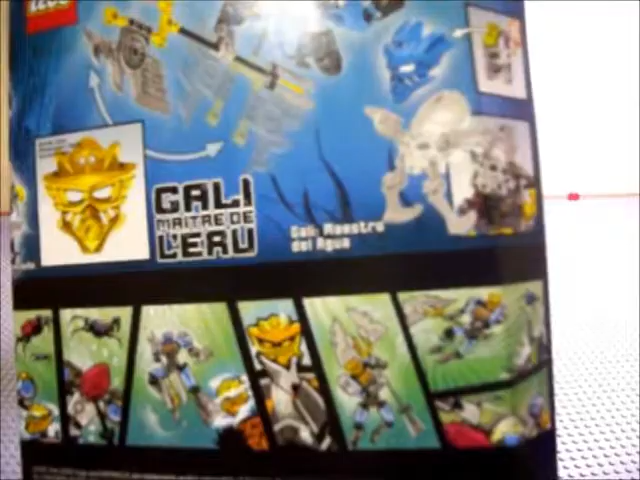 LEGO
GALI
MAÎTRE DE
L'EAU
Gali: Maestra
del Agua